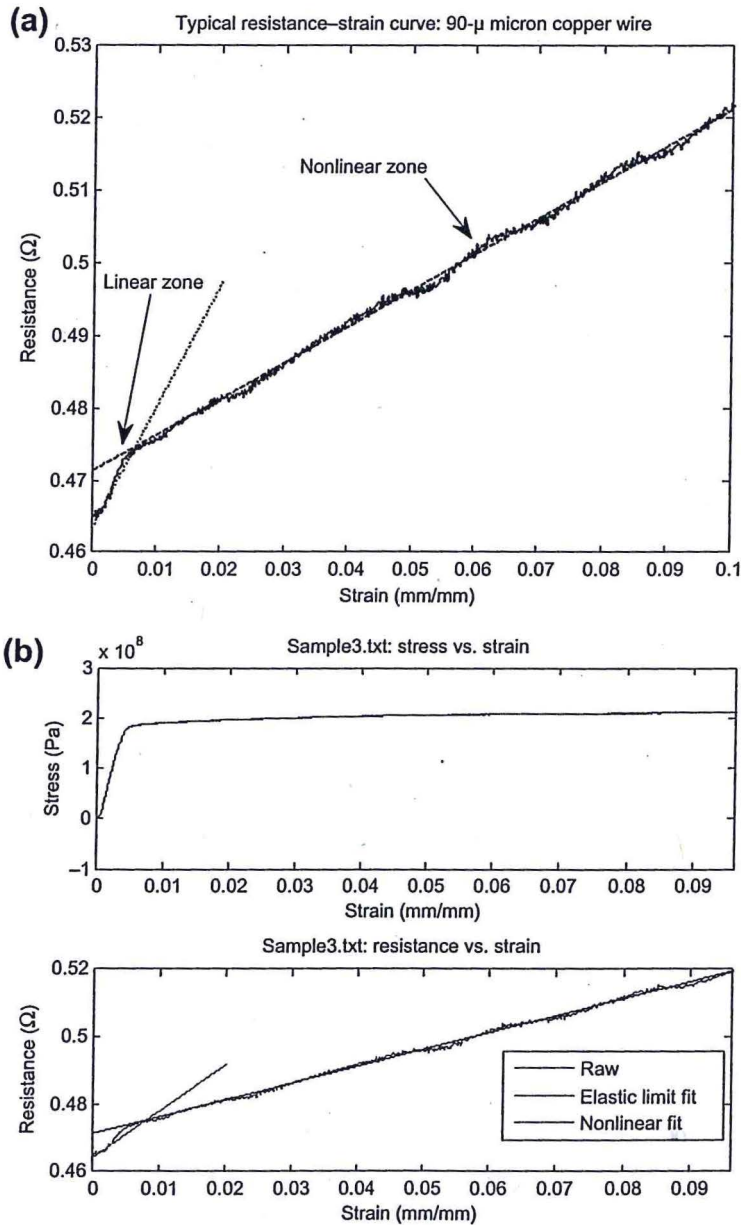 (a)
Typical resistance–strain curve: 90-μ micron copper wire
0.53
0.52
0.51
0.5
0.49
0.48
0.47
0.46
Resistance (Ω)
Nonlinear zone
Linear zone
0 0.01 0.02 0.03 0.04 0.05 0.06 0.07 0.08 0.09 0.1
Strain (mm/mm)
(b)
Sample3.txt: stress vs. strain
x 10⁸
3
2
1
0
–1
Stress (Pa)
0 0.01 0.02 0.03 0.04 0.05 0.06 0.07 0.08 0.09
Strain (mm/mm)
Sample3.txt: resistance vs. strain
0.52
0.5
0.48
0.46
Resistance (Ω)
Raw
Elastic limit fit
Nonlinear fit
0 0.01 0.02 0.03 0.04 0.05 0.06 0.07 0.08 0.09
Strain (mm/mm)